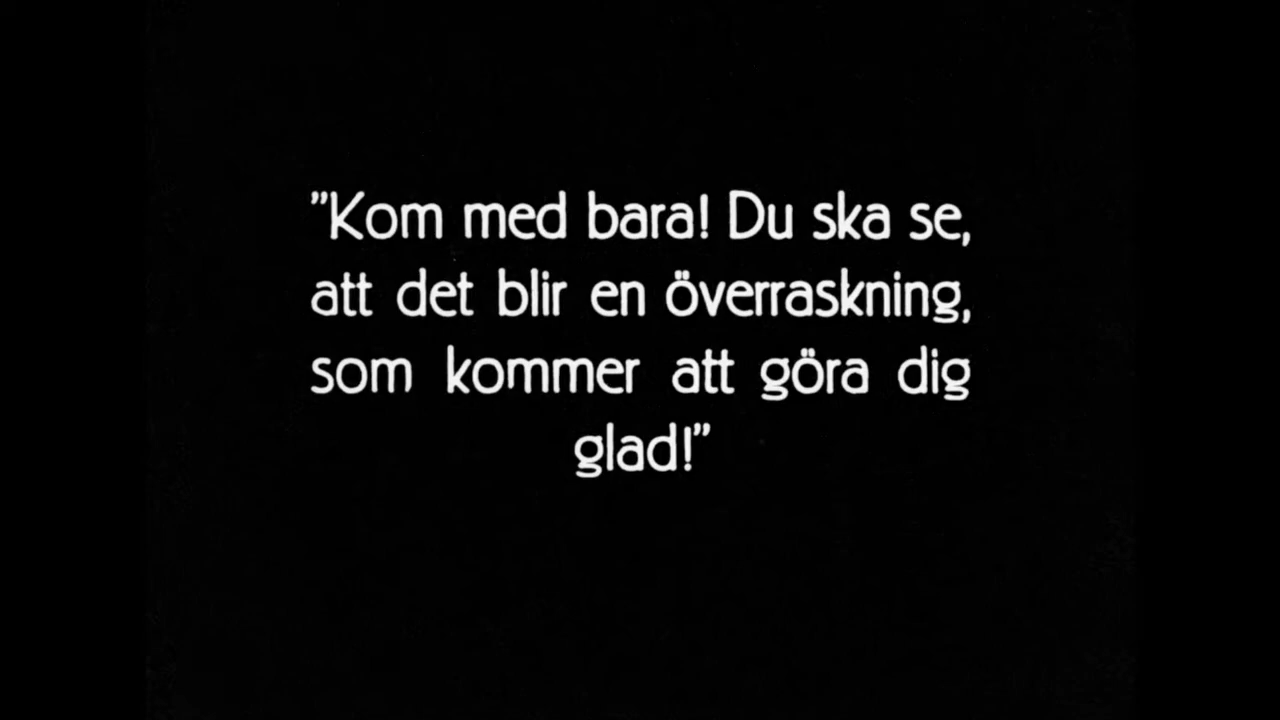 ”Kom med bara! Du ska se,
att det blir en överraskning,
som kommer att göra dig
glad!”